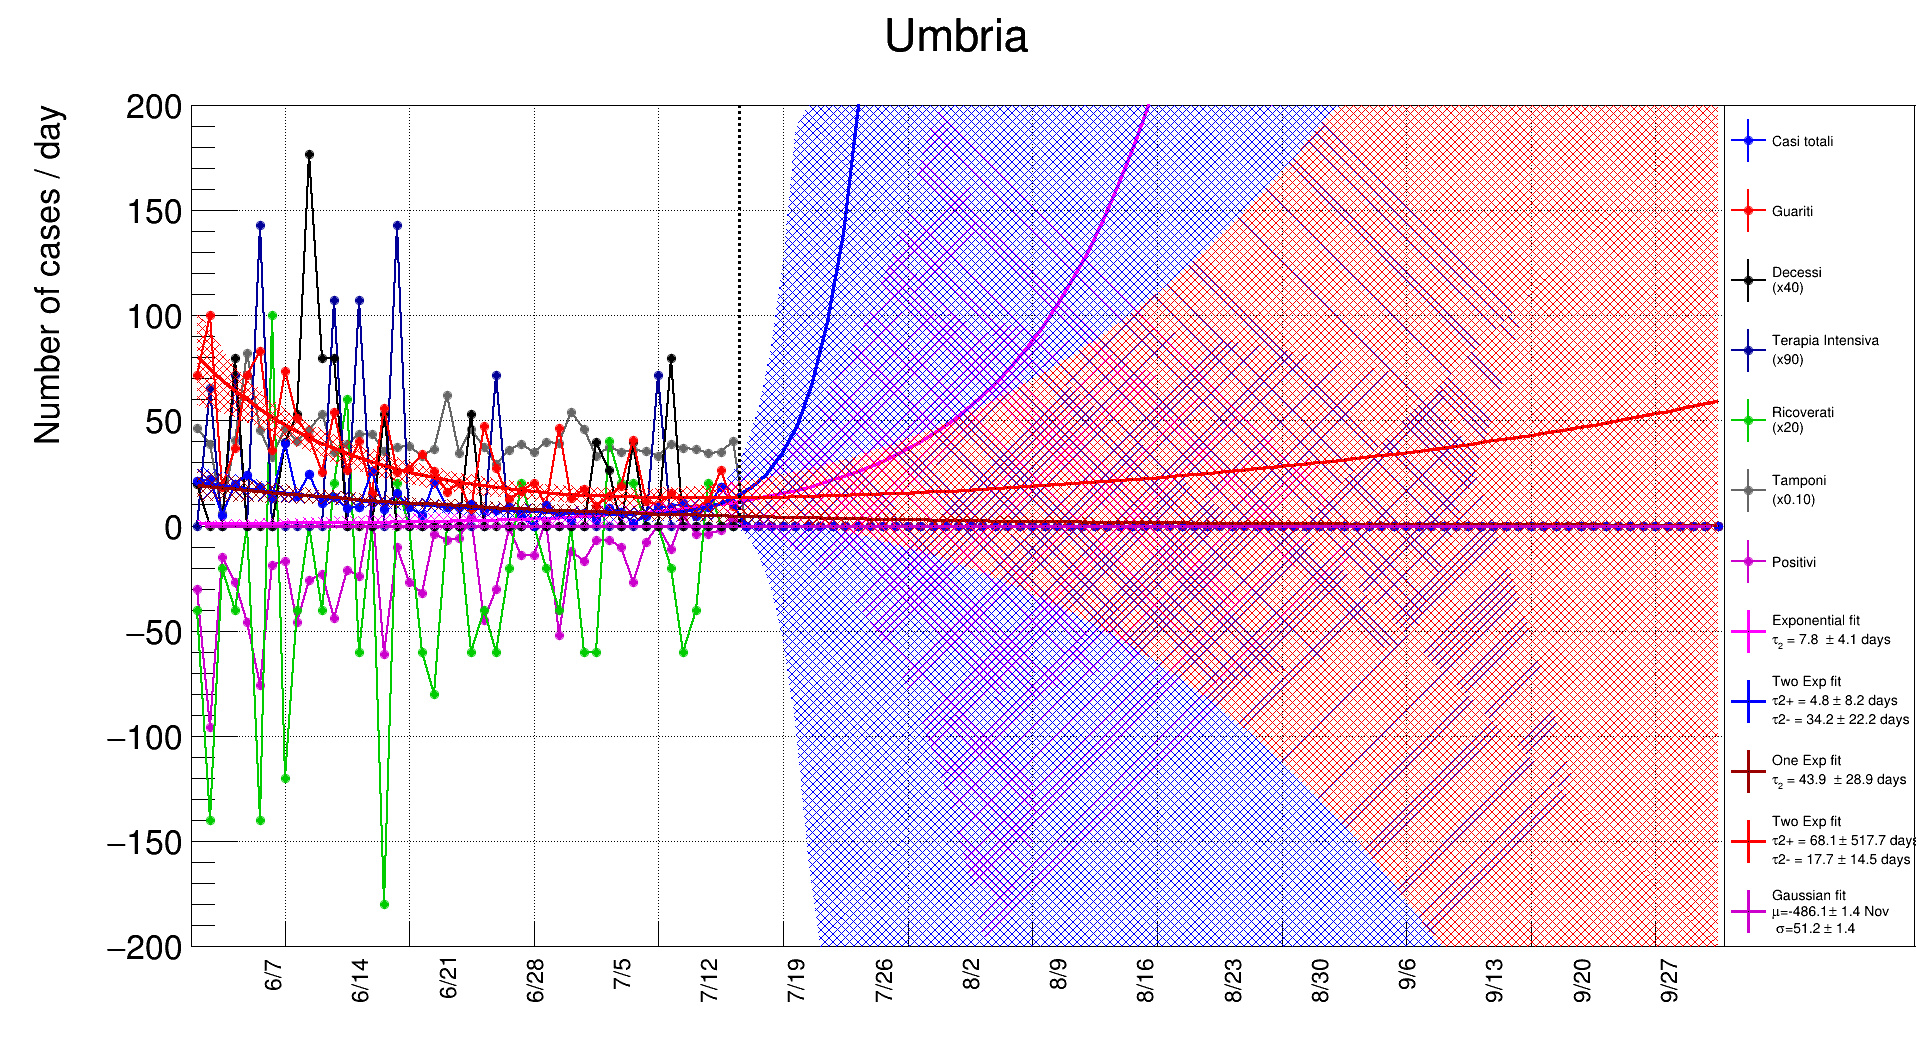 Umbria
Number of cases / day
200
150
100
50
0
−50
−100
−150
−200
6/7
6/14
6/21
6/28
7/5
7/12
7/19
7/26
8/2
8/9
8/16
8/23
8/30
9/6
9/13
9/20
9/27
Casi totali
Guariti
Decessi
(x40)
Terapia Intensiva
(x90)
Ricoverati
(x20)
Tamponi
(x0.10)
Positivi
Exponential fit
τ2 = 7.8 ± 4.1 days
Two Exp fit
τ2+ = 4.8 ± 8.2 days
τ2- = 34.2 ± 22.2 days
One Exp fit
τ2 = 43.9 ± 28.9 days
Two Exp fit
τ2+ = 68.1 ± 517.7 days
τ2- = 17.7 ± 14.5 days
Gaussian fit
μ=-486.1± 1.4 Nov
σ=51.2 ± 1.4